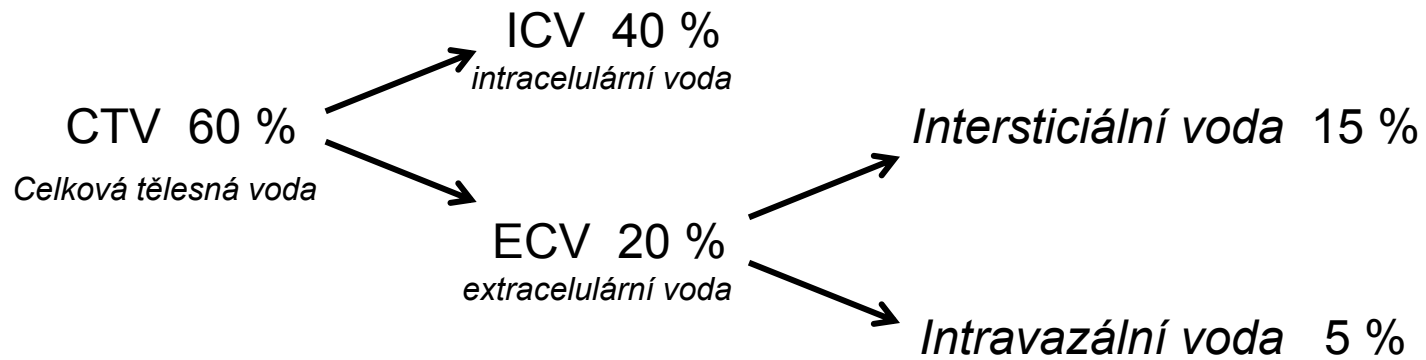 ICV 40 %
intracelulární voda
CTV 60 %
Celková tělesná voda
Intersticiální voda 15 %
ECV 20 %
extracelulární voda
Intravazální voda 5 %